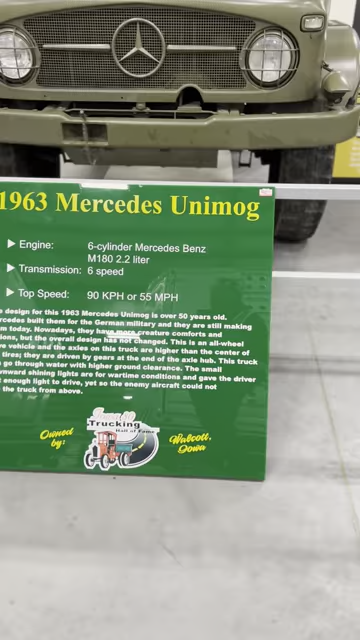 1963 Mercedes Unimog
Engine: 6-cylinder Mercedes Benz
M180 2.2 liter
Transmission: 6 speed
Top Speed: 90 KPH or 55 MPH
design for this 1963 Mercedes Unimog is over 50 years old.
built them for the German military and they are still making
today. Nowadays, they have more creature comforts and
but the overall design has not changed. This is an all-wheel
vehicle and the axles on this truck are higher than the center of
tires; they are driven by gears at the end of the axle hub. This truck
go through water with higher ground clearance. The small
shining lights are for wartime conditions and gave the driver
enough light to drive, yet so the enemy aircraft could not
the truck from above.
Owned
by:
Iowa 80
Trucking
Hall of Fame
Walcott,
Iowa